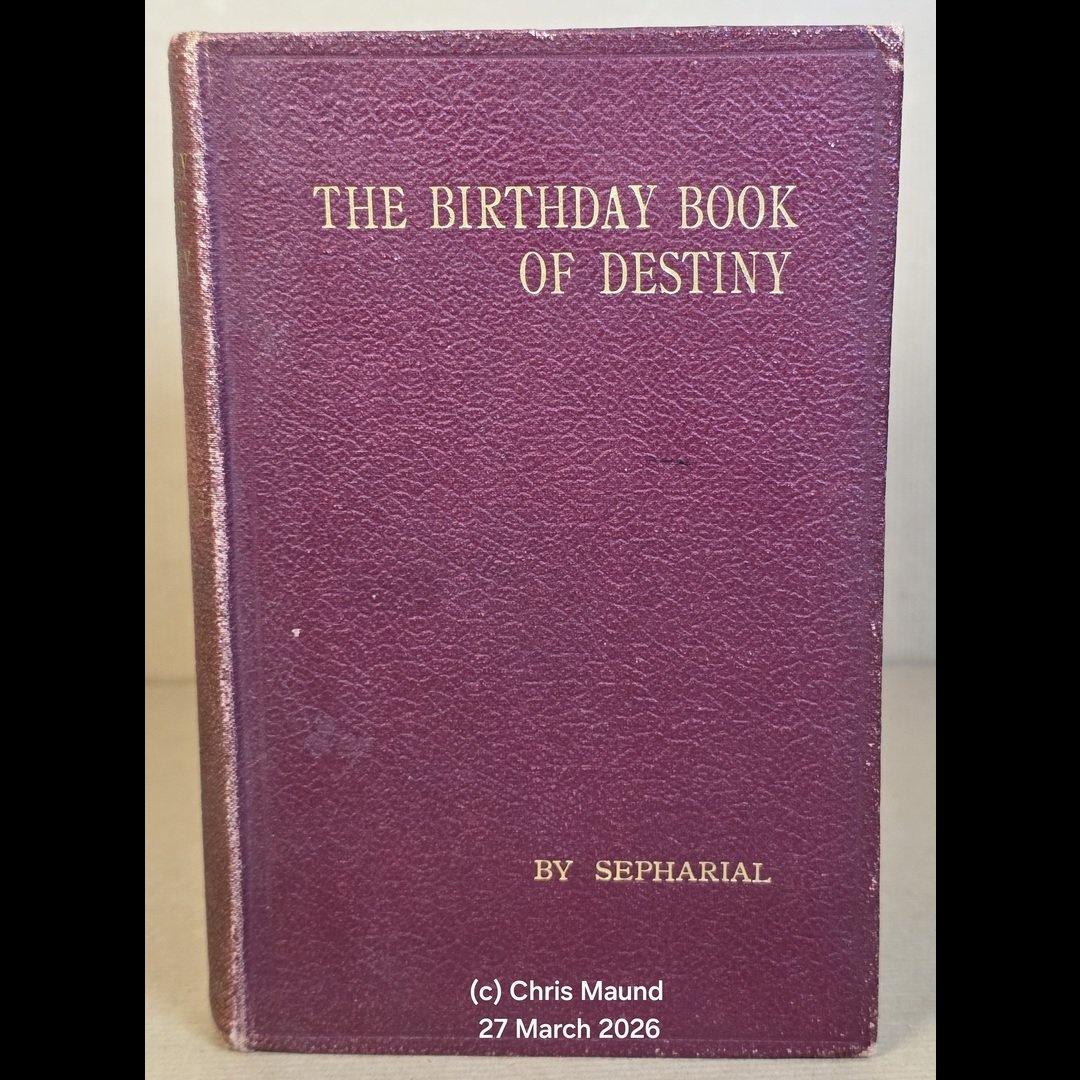 THE BIRTHDAY BOOK
OF DESTINY
BY SEPHARIAL
(c) Chris Maund
27 March 2026